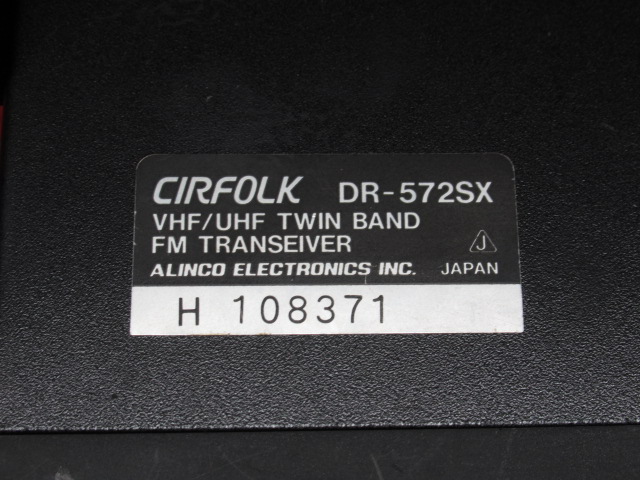 CIRFOLK DR-572SX
VHF/UHF TWIN BAND
FM TRANSEIVER
J
ALINCO ELECTRONICS INC. JAPAN
H 108371